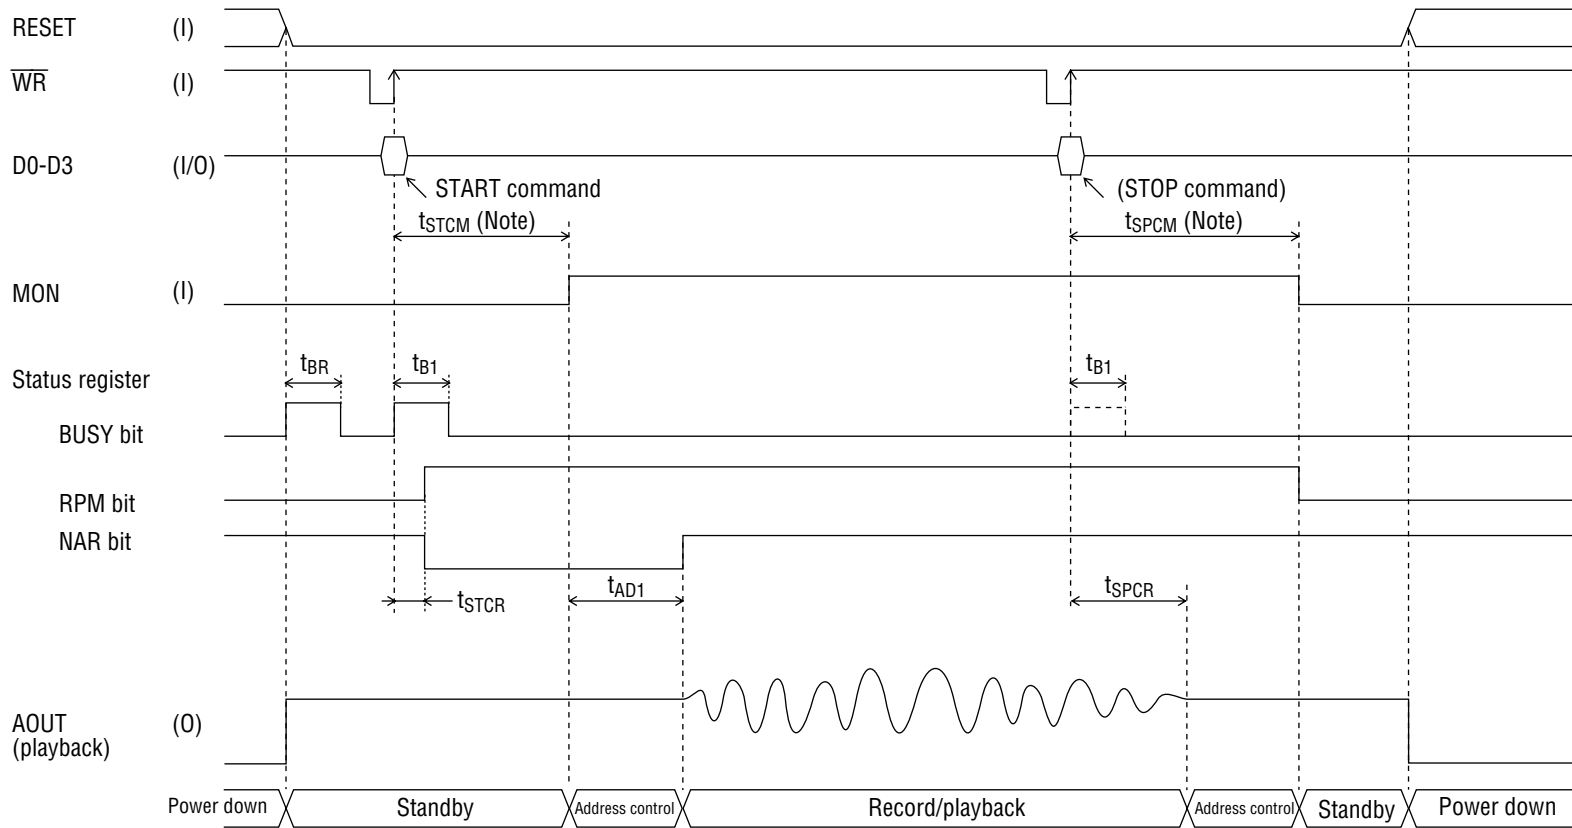 RESET (I)
WR (I)
D0-D3 (I/O)
START command
(STOP command)
tSTCM (Note)
tSPCM (Note)
MON (I)
tBR
tB1
tB1
Status register
BUSY bit
RPM bit
NAR bit
tSTCR
tAD1
tSPCR
AOUT (O)
(playback)
Power down
Standby
Address control
Record/playback
Address control
Standby
Power down